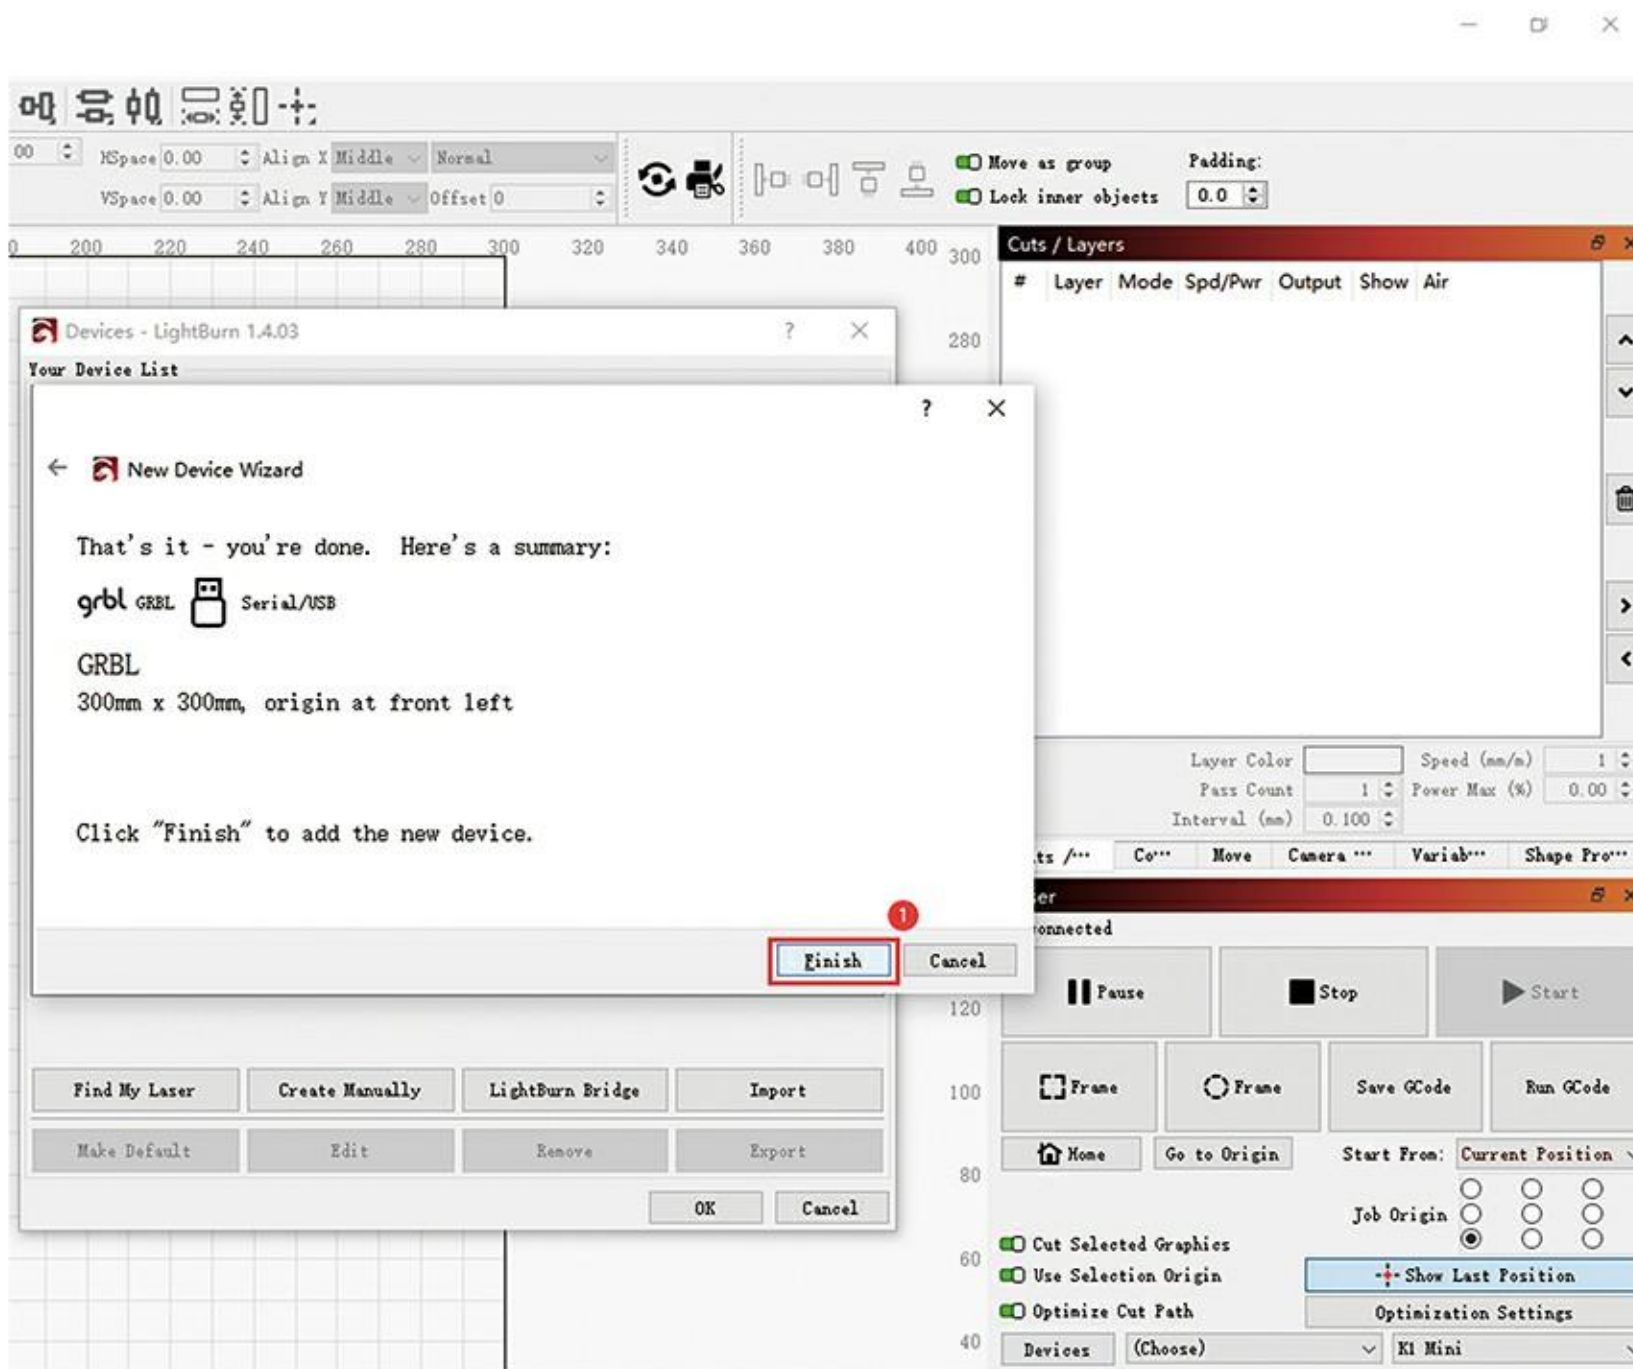 00 HSpace 0.00 Align X Middle Normal
VSpace 0.00 Align Y Middle Offset 0
Move as group Padding:
Lock inner objects 0.0
0 200 220 240 260 280 300 320 340 360 380 400 300
Cuts / Layers
# Layer Mode Spd/Pwr Output Show Air
Devices - LightBurn 1.4.03 ?
280
Your Device List
?
New Device Wizard
That's it - you're done. Here's a summary:
grbl GRBL Serial/USB
GRBL
300mm x 300mm, origin at front left
Click "Finish" to add the new device.
1
Finish Cancel
Layer Color Speed (mm/m) 1
Pass Count 1 Power Max (%) 0.00
Interval (mm) 0.100
ts /··· Co··· Move Camera ··· Variab··· Shape Pro···
er
onnected
Pause Stop Start
120
Find My Laser Create Manually LightBurn Bridge Import
100
Frame Frame Save GCode Run GCode
Make Default Edit Remove Export
Home Go to Origin Start From: Current Position
80
OK Cancel
Job Origin
Cut Selected Graphics
60
Use Selection Origin Show Last Position
Optimize Cut Path Optimization Settings
40
Devices (Choose) K1 Mini